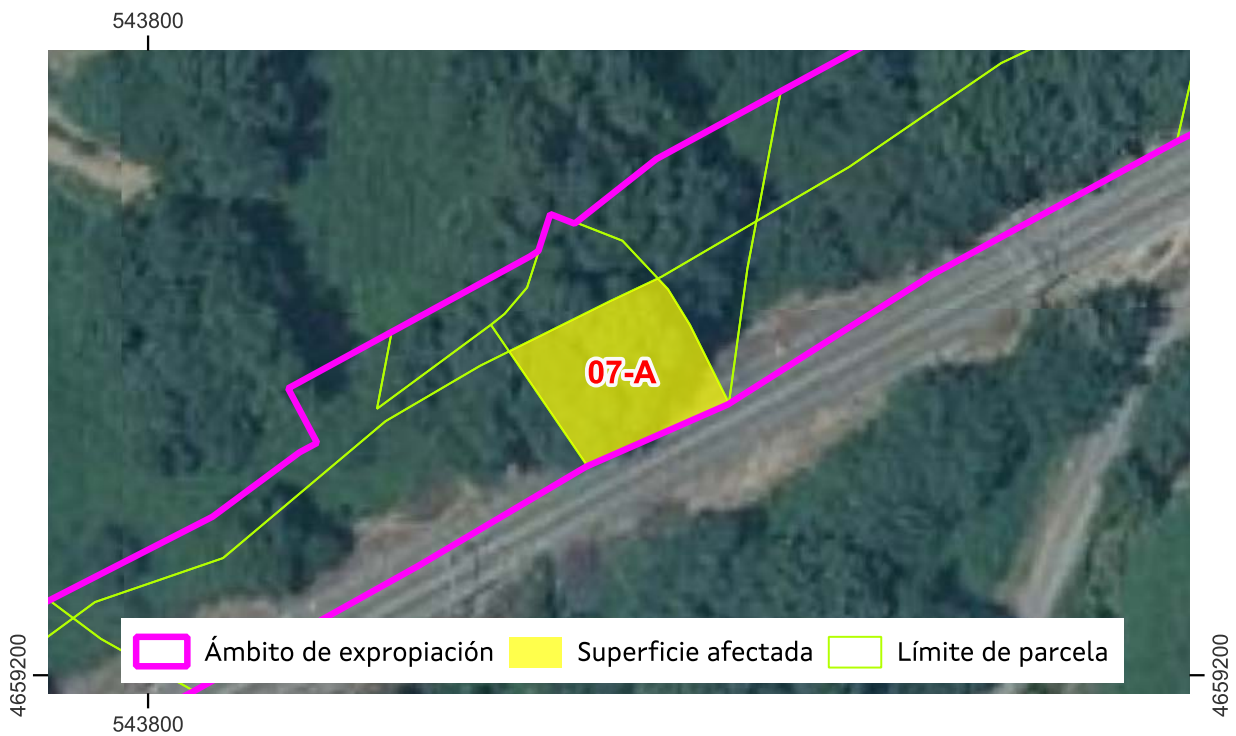 543800
07-A
Ámbito de expropiación
Superficie afectada
Límite de parcela
4659200
4659200
543800